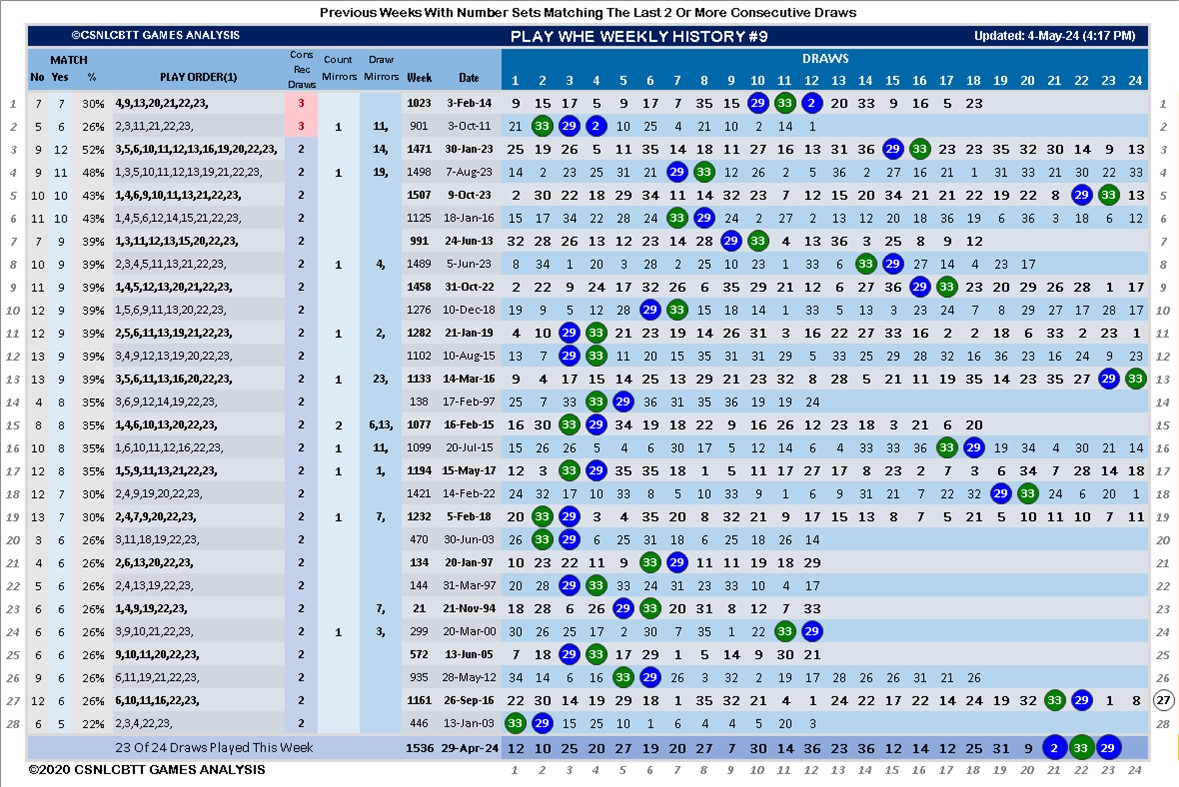 Previous Weeks With Number Sets Matching The Last 2 Or More Consecutive Draws
©CSNLCBTT GAMES ANALYSIS PLAY WHE WEEKLY HISTORY #9 Updated: 4-May-24 (4:17 PM)
MATCH Cons Rec Draws Count Mirrors Draw Mirrors DRAWS
No Yes % PLAY ORDER(1) Week Date 1 2 3 4 5 6 7 8 9 10 11 12 13 14 15 16 17 18 19 20 21 22 23 24
1 7 7 30% 4,9,13,20,21,22,23, 3 1023 3-Feb-14 9 15 17 5 9 17 7 35 15 29 33 2 20 33 9 16 5 23 1
2 5 6 26% 2,3,11,21,22,23, 3 1 11, 901 3-Oct-11 21 33 29 2 10 25 4 21 10 2 14 1 2
3 9 12 52% 3,5,6,10,11,12,13,16,19,20,22,23, 2 14, 1471 30-Jan-23 25 19 26 5 11 35 14 18 11 27 16 13 31 36 29 33 23 23 35 32 30 14 9 13 3
4 9 11 48% 1,3,5,10,11,12,13,19,21,22,23, 2 1 19, 1498 7-Aug-23 14 2 23 25 31 21 29 33 26 12 26 2 5 36 2 27 16 21 1 31 33 21 30 22 33 4
5 10 10 43% 1,4,6,9,10,11,13,21,22,23, 2 1507 9-Oct-23 2 30 22 18 29 34 11 14 32 23 7 12 15 20 34 21 21 22 19 22 8 29 33 13 5
6 11 10 43% 1,4,5,6,12,14,15,21,22,23, 2 1125 18-Jan-16 15 17 34 22 28 24 33 29 24 2 27 2 13 12 20 18 36 19 6 36 3 18 6 12 6
7 7 9 39% 1,3,11,12,13,15,20,22,23, 2 991 24-Jun-13 32 28 26 13 12 23 14 28 29 33 4 13 36 3 25 8 9 12 7
8 10 9 39% 2,3,4,5,11,13,21,22,23, 2 1 4, 1489 5-Jun-23 8 34 1 20 3 28 2 25 10 23 1 33 6 33 29 27 14 4 23 17 8
9 11 9 39% 1,4,5,12,13,20,21,22,23, 2 1458 31-Oct-22 2 22 9 24 17 32 26 6 35 29 21 12 6 27 36 29 33 23 20 29 26 28 1 17 9
10 12 9 39% 1,5,6,9,11,13,20,22,23, 2 1276 10-Dec-18 19 9 5 12 28 29 33 15 18 14 1 33 5 13 3 23 24 7 8 29 27 17 28 17 10
11 12 9 39% 2,5,6,11,13,19,21,22,23, 2 1 2, 1282 21-Jan-19 4 10 29 33 21 23 19 14 26 31 3 16 22 27 33 16 2 2 18 6 33 2 23 1 11
12 13 9 39% 3,4,9,12,13,19,20,22,23, 2 1102 10-Aug-15 13 7 29 33 11 20 15 35 31 31 29 5 33 25 29 28 32 16 36 23 16 24 9 23 12
13 13 9 39% 3,5,6,11,13,16,20,22,23, 2 1 23, 1133 14-Mar-16 9 4 17 15 14 25 13 29 21 23 32 8 28 5 21 11 19 35 14 23 35 27 29 33 13
14 4 8 35% 3,6,9,12,14,19,22,23, 2 138 17-Feb-97 25 7 33 33 29 36 31 35 36 19 19 24 14
15 8 8 35% 1,4,6,10,13,20,22,23, 2 2 6,13, 1077 16-Feb-15 16 30 33 29 34 19 18 22 9 16 26 12 23 18 3 21 6 20 15
16 10 8 35% 1,6,10,11,12,16,22,23, 2 1 11, 1099 20-Jul-15 15 26 26 25 4 6 30 17 5 12 14 6 4 33 36 2 33 29 19 34 4 30 21 14 16
17 12 8 35% 1,5,9,11,13,21,22,23, 2 1 1, 1194 15-May-17 12 3 33 29 35 35 18 1 5 11 17 27 17 8 23 2 7 3 6 34 7 28 14 18 17
18 12 7 30% 2,4,9,19,20,22,23, 2 1421 14-Feb-22 24 32 17 10 33 8 5 10 33 9 1 6 9 31 21 7 22 32 29 33 24 6 20 1 18
19 13 7 30% 2,4,7,9,20,22,23, 2 1 7, 1232 5-Feb-18 20 33 29 3 4 35 20 8 32 21 9 17 15 13 8 7 5 21 5 10 11 10 7 11 19
20 3 6 26% 3,11,18,19,22,23, 2 470 30-Jun-03 26 33 29 6 25 31 18 6 25 18 26 14 20
21 4 6 26% 2,6,13,20,22,23, 2 134 20-Jan-97 10 23 22 11 9 33 29 11 11 19 18 29 21
22 5 6 26% 2,4,13,19,22,23, 2 144 31-Mar-97 20 28 29 33 33 24 31 23 33 10 4 17 22
23 6 6 26% 1,4,9,19,22,23, 2 7, 21 21-Nov-94 18 28 6 26 29 33 20 31 8 12 7 33 23
24 6 6 26% 3,9,10,21,22,23, 2 1 3, 299 20-Mar-00 30 26 25 17 2 30 7 35 1 22 33 29 24
25 6 6 26% 9,10,11,20,22,23, 2 572 13-Jun-05 7 18 29 33 17 29 1 5 14 9 30 21 25
26 9 6 26% 6,11,19,21,22,23, 2 935 28-May-12 34 14 6 16 33 29 36 3 32 2 19 17 28 26 26 31 21 26 26
27 12 6 26% 6,10,11,16,22,23, 2 1161 26-Sep-16 22 30 14 19 29 18 1 35 32 21 4 1 24 22 17 22 14 24 19 32 33 29 1 8 27
28 6 5 22% 2,3,4,22,23, 2 446 13-Jan-03 33 29 15 25 10 1 6 4 4 5 20 3 28
23 Of 24 Draws Played This Week 1536 29-Apr-24 12 10 25 20 27 19 20 27 7 30 14 36 23 36 12 14 12 25 31 9 2 33 29
©2020 CSNLCBTT GAMES ANALYSIS 1 2 3 4 5 6 7 8 9 10 11 12 13 14 15 16 17 18 19 20 21 22 23 24